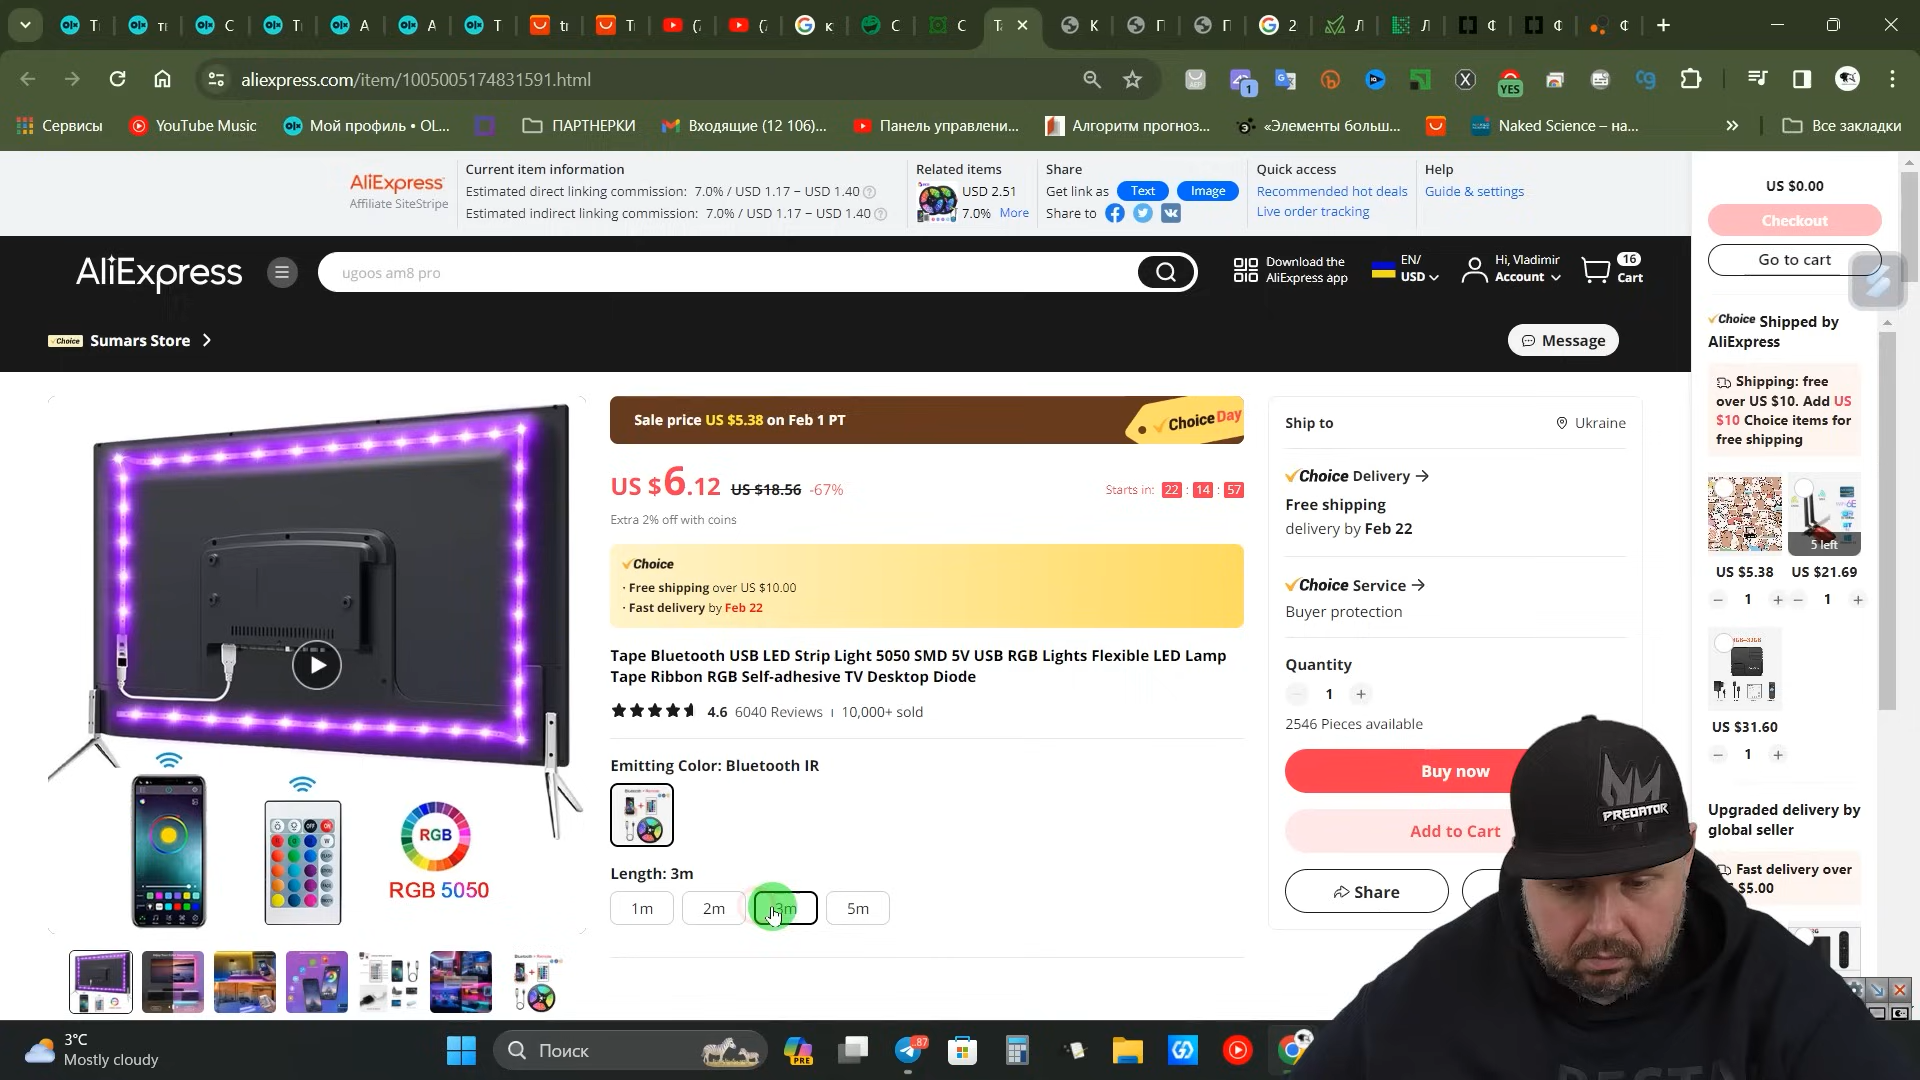 aliexpress.com/item/1005005174831591.html
YES
Сервисы
YouTube Music
Мой профиль • OL...
ПАРТНЕРКИ
Входящие (12 106)...
Панель управлени...
Алгоритм прогноз...
«Элементы больш...
Naked Science – на...
Все закладки
AliExpress
Affiliate SiteStripe
Current item information
Estimated direct linking commission: 7.0% / USD 1.17 ~ USD 1.40
Estimated indirect linking commission: 7.0% / USD 1.17 ~ USD 1.40
Related items
USD 2.51
7.0% More
Share
Get link as Text Image
Share to
Quick access
Recommended hot deals
Live order tracking
Help
Guide & settings
US $0.00
Checkout
Go to cart
AliExpress
ugoos am8 pro
Download the
AliExpress app
EN/
USD
Hi, Vladimir
Account
16
Cart
Choice Sumars Store
Message
Choice Shipped by
AliExpress
Shipping: free
over US $10. Add US
$10 Choice items for
free shipping
5 left
US $5.38 US $21.69
1 1
US $31.60
1
Upgraded delivery by
global seller
Fast delivery over
$5.00
RGB
RGB 5050
Sale price US $5.38 on Feb 1 PT
Choice Day
US $6.12 US $18.56 -67%
Starts in: 22 : 14 : 57
Extra 2% off with coins
Choice
· Free shipping over US $10.00
· Fast delivery by Feb 22
Tape Bluetooth USB LED Strip Light 5050 SMD 5V USB RGB Lights Flexible LED Lamp
Tape Ribbon RGB Self-adhesive TV Desktop Diode
4.6 6040 Reviews 10,000+ sold
Emitting Color: Bluetooth IR
Length: 3m
1m 2m 3m 5m
Ship to Ukraine
Choice Delivery
Free shipping
delivery by Feb 22
Choice Service
Buyer protection
Quantity
1
2546 Pieces available
Buy now
Add to Cart
Share
PREDATOR
3°C
Mostly cloudy
Поиск
PRE
87